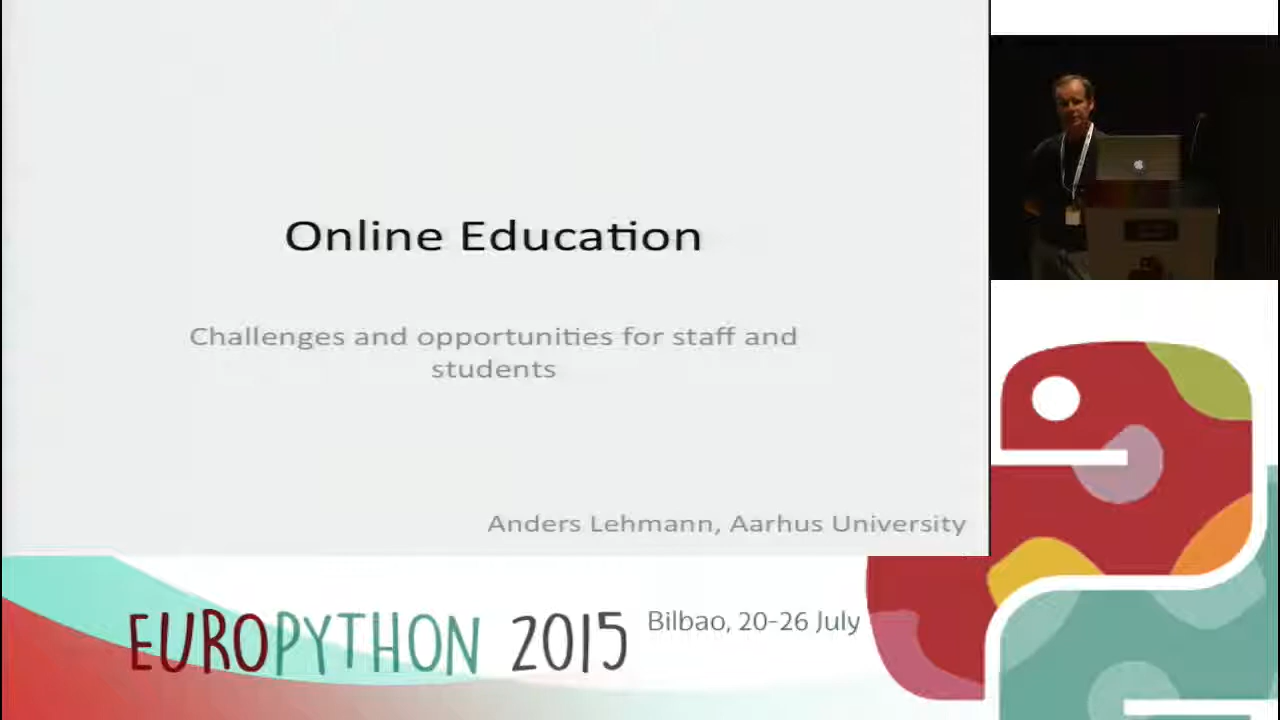 Online Education
Challenges and opportunities for staff and
students
Anders Lehmann, Aarhus University
EUROPYTHON 2015
Bilbao, 20-26 July